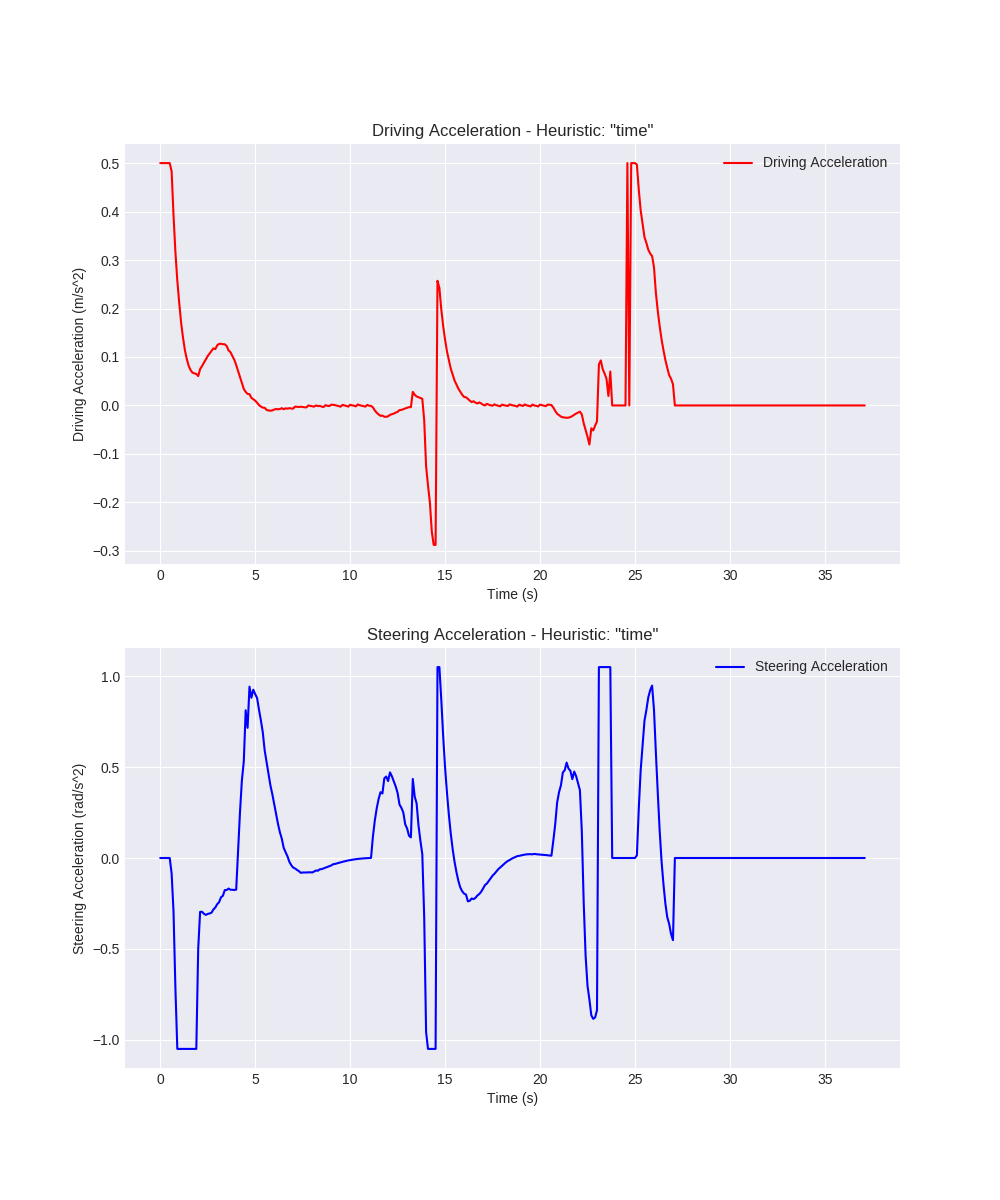 Driving Acceleration - Heuristic: "time"
Driving Acceleration
0.5
0.4
0.3
0.2
0.1
0.0
−0.1
−0.2
−0.3
Driving Acceleration (m/s^2)
0 5 10 15 20 25 30 35
Time (s)
Steering Acceleration - Heuristic: "time"
Steering Acceleration
1.0
0.5
0.0
−0.5
−1.0
Steering Acceleration (rad/s^2)
0 5 10 15 20 25 30 35
Time (s)